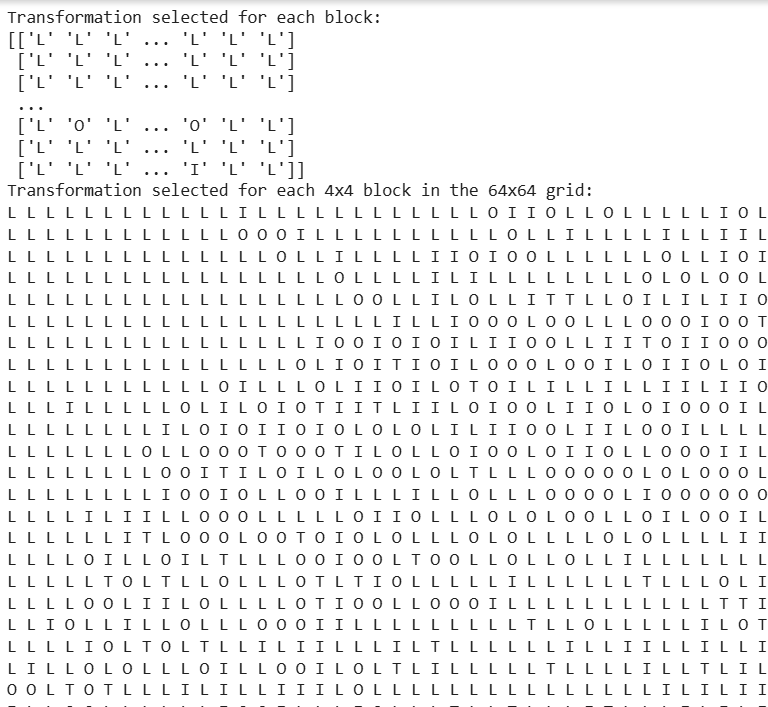 Transformation selected for each block:
[['L' 'L' 'L' ... 'L' 'L' 'L']
 ['L' 'L' 'L' ... 'L' 'L' 'L']
 ['L' 'L' 'L' ... 'L' 'L' 'L']
 ...
 ['L' 'O' 'L' ... 'O' 'L' 'L']
 ['L' 'L' 'L' ... 'L' 'L' 'L']
 ['L' 'L' 'L' ... 'I' 'L' 'L']]
Transformation selected for each 4x4 block in the 64x64 grid:
L L L L L L L L L L L L I L L L L L L L L L L L L O I I O L L O L L L L L I O L
L L L L L L L L L L L L O O O I L L L L L L L L L L O L L I L L L L I L L I I L
L L L L L L L L L L L L L L O L L I L L L L I I O I O O L L L L L L O L L I O I
L L L L L L L L L L L L L L L L L O L L L L I L I L L L L L L L L O L O L O O L
L L L L L L L L L L L L L L L L L L O O L L I L O L L I T T L L O I L I L I I O
L L L L L L L L L L L L L L L L L L L L I L L I O O O L O O L L L O O O I O O T
L L L L L L L L L L L L L L L L I O O I O I O I L I I O O L L I I T O I I O O O
L L L L L L L L L L L L L L L O L I O I T I O I L O O O L O O I L O I I O L O I
L L L L L L L L L L L O I L L L O L I I O I L O T O I L I L L I L L I I L I I O
L L L I L L L L L O L I L O I O T I I T L I I L O I O O L I I O L O I O O O I L
L L L L L L L L I L O I O I I O I O L O L O L I L I I O O L I I L O O I L L L L
L L L L L L L O L L O O O T O O O T I L O L L O I O O L O I I O L L O O O I I L
L L L L L L L L O O I T I L O I L O L O O L O L T L L L O O O O O L O L O O O L
L L L L L L L L I O O I O L L O O I L L L I L L O L L L O O O O L I O O O O O O
L L L L I L I I L L O O O L L L L L O I I O L L L O L O L O O L L O I L O O I L
L L L L L L I T L O O O L O O T O I O L O L L L O L O L L L O L O L L L L L I I
L L L L O I L L O I L T L L L O O I O O L T O O L L O L L O L L I L L L L L L L
L L L L L T O L T L L O L L L O T L T I O L L L L L I L L L L L L T L L L O L I
L L L L O O L I I L O L L L L O T I O O L L O O O I L L L L L L L L L L L T T I
L L I O L L I L L O L L L O O O I I L L L L L L L L L T L L O L L L L L I L O T
L L L L I O L T O L T L L I L I I L L L I L T L L L L L L I L L I I L L I L L I
L I L L O L O L L L O I L L O O I L O L T L I L L L L L T L L L L I L L T L I L
O O L T O T L L L I L I L L I I I L O L L L L L L L L L L L L L L L I L I L I I